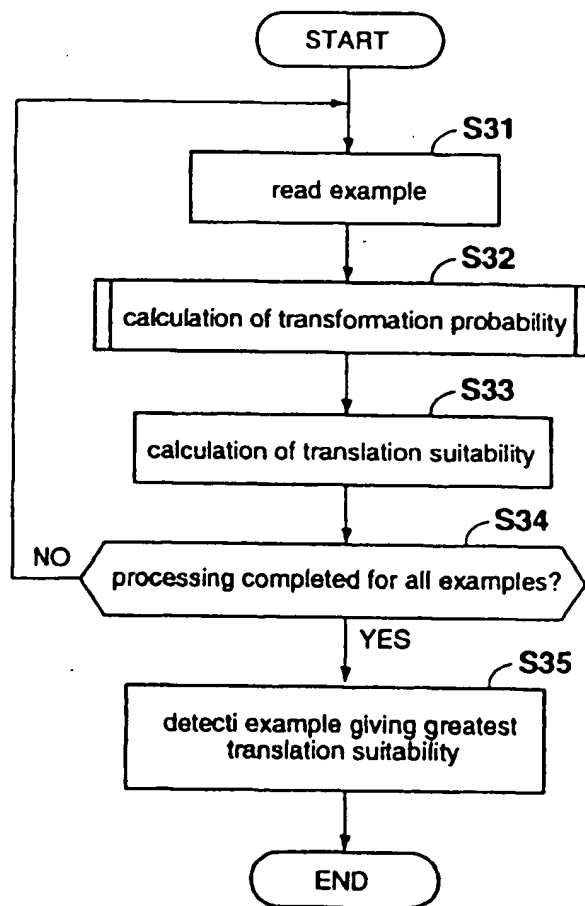 START
S31
read example
S32
calculation of transformation probability
S33
calculation of translation suitability
S34
NO
processing completed for all examples?
YES
S35
detecti example giving greatest
translation suitability
END